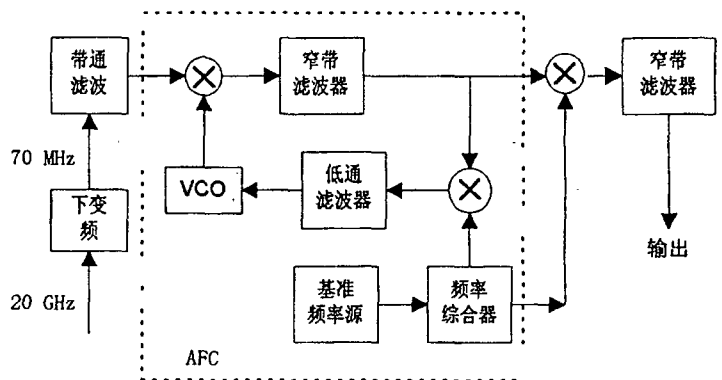 带通
滤波
窄带
滤波器
窄带
滤波器
70 MHz
VCO
低通
滤波器
下变
频
输出
20 GHz
基准
频率源
频率
综合器
AFC